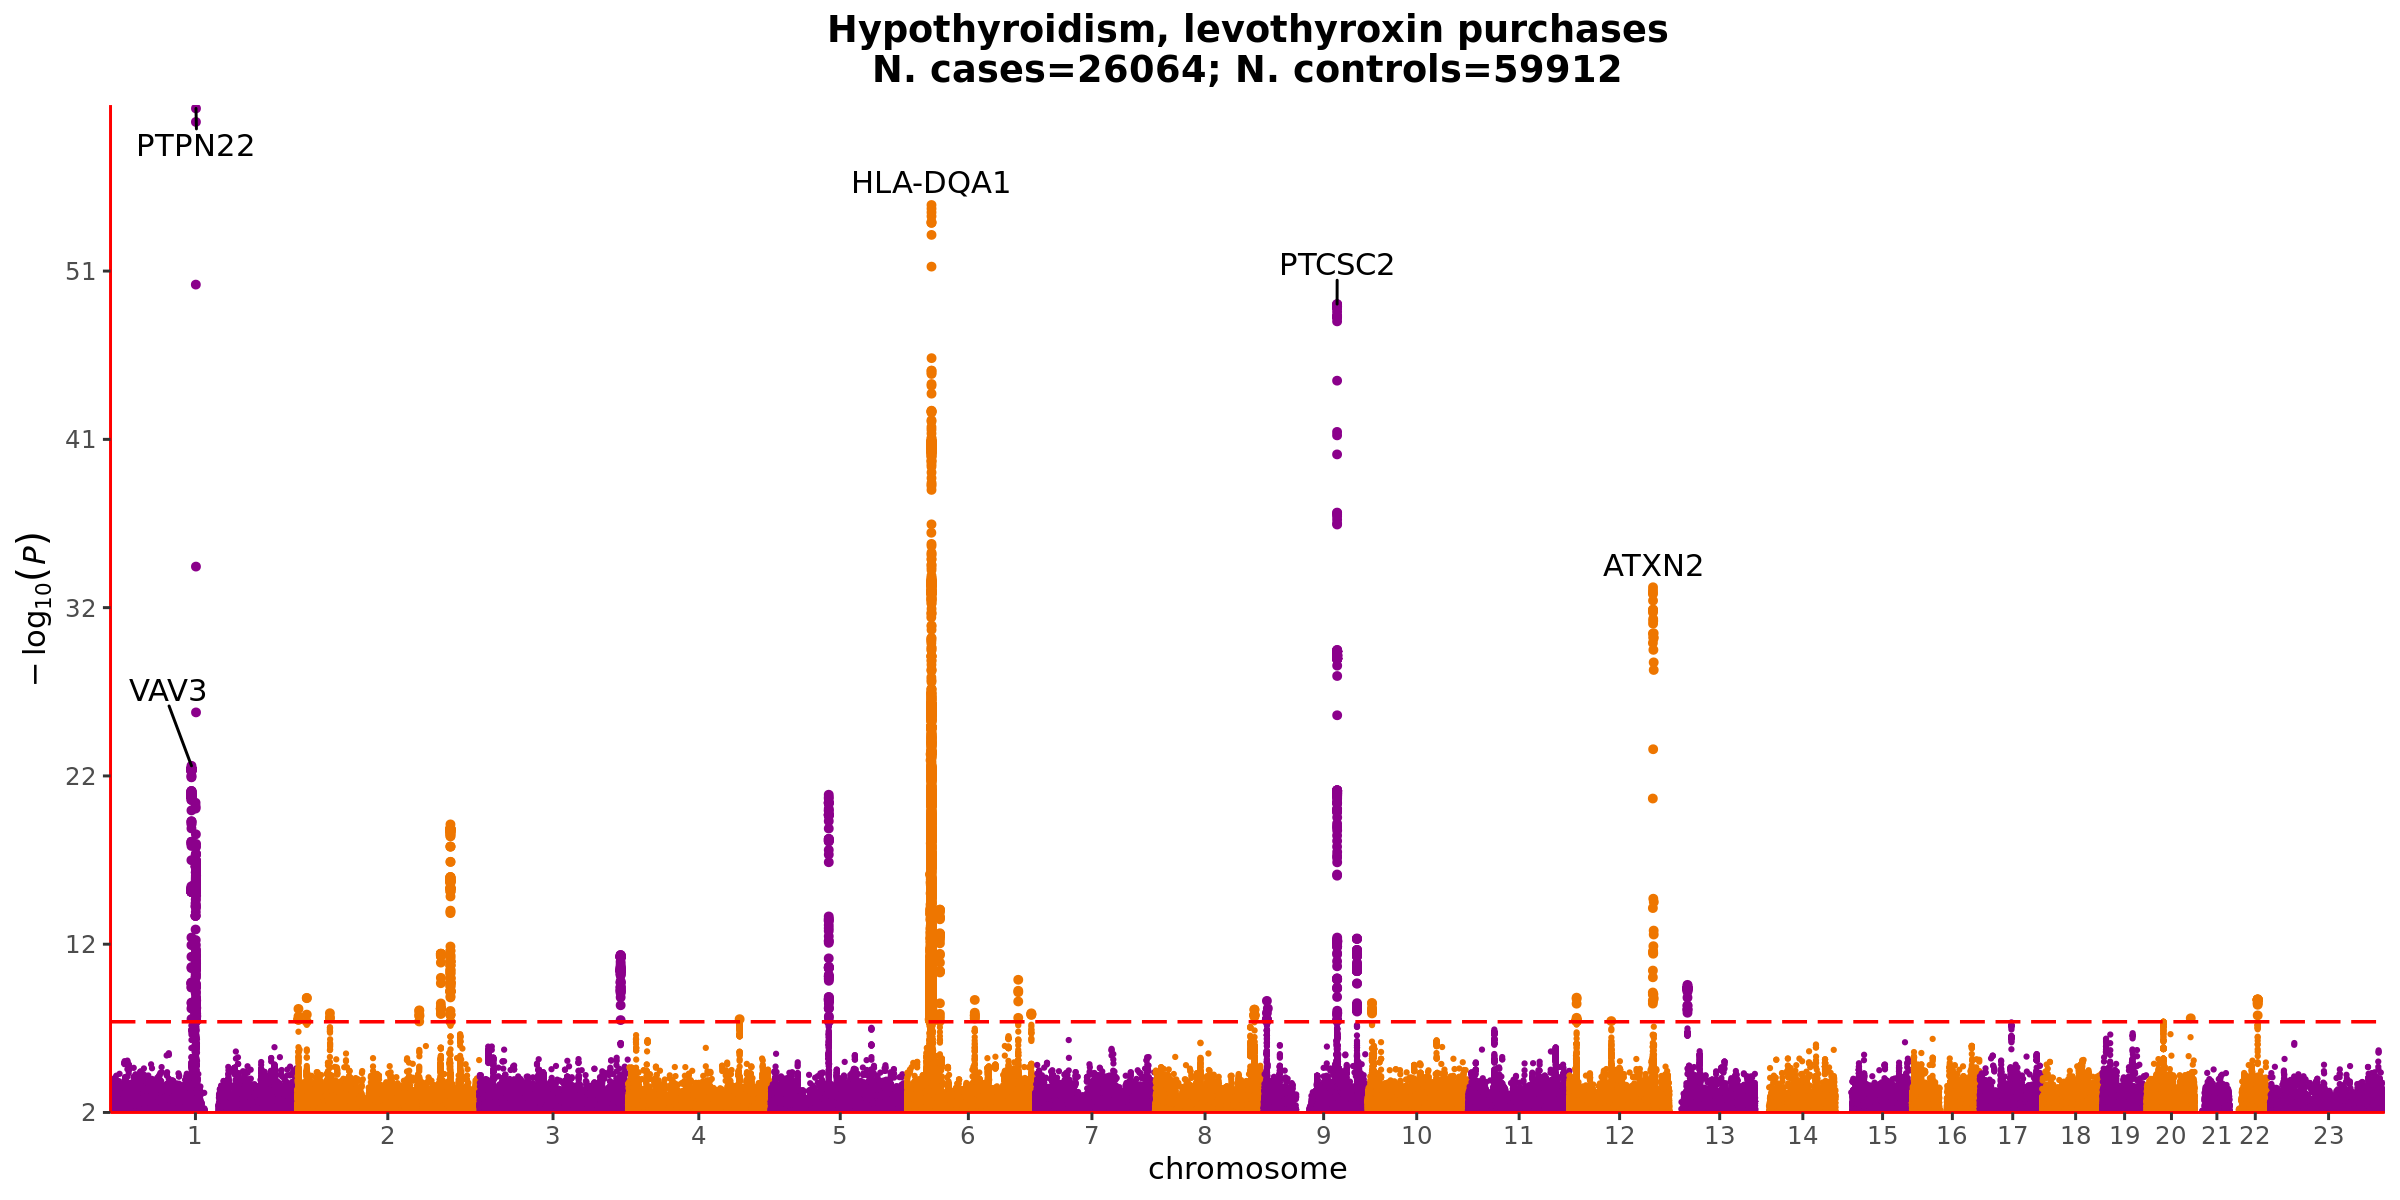 Hypothyroidism, levothyroxin purchases
N. cases=26064; N. controls=59912
PTPN22
HLA-DQA1
PTCSC2
ATXN2
VAV3
51
41
32
22
12
2
−log₁₀(P)
1 2 3 4 5 6 7 8 9 10 11 12 13 14 15 16 17 18 19 20 21 22 23
chromosome